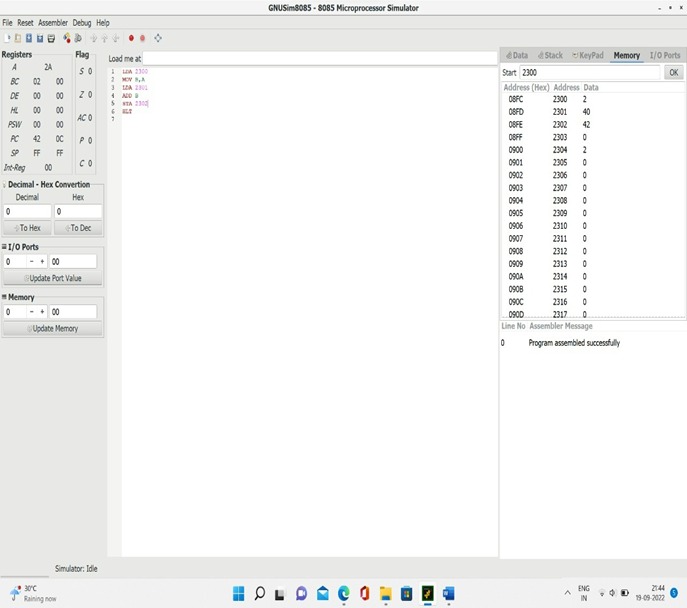 GNUSim8085 - 8085 Microprocessor Simulator
File Reset Assembler Debug Help
Registers
A 2A
BC 02 00
DE 00 00
HL 00 00
PSW 00 00
PC 42 0C
SP FF FF
Int-Reg 00
Flag
S 0
Z 0
AC 0
P 0
C 0
Decimal - Hex Convertion
Decimal Hex
0 0
To Hex To Dec
I/O Ports
0 - + 00
Update Port Value
Memory
0 - + 00
Update Memory
Load me at
1 LDA 2300
2 MOV B,A
3 LDA 2301
4 ADD B
5 STA 2302
6 HLT
7
Data Stack KeyPad Memory I/O Ports
Start 2300 OK
Address (Hex) Address Data
08FC 2300 2
08FD 2301 40
08FE 2302 42
08FF 2303 0
0900 2304 2
0901 2305 0
0902 2306 0
0903 2307 0
0904 2308 0
0905 2309 0
0906 2310 0
0907 2311 0
0908 2312 0
0909 2313 0
090A 2314 0
090B 2315 0
090C 2316 0
090D 2317 0
Line No Assembler Message
0 Program assembled successfully
Simulator: Idle
30°C
Raining now
ENG
IN
21:44
19-09-2022